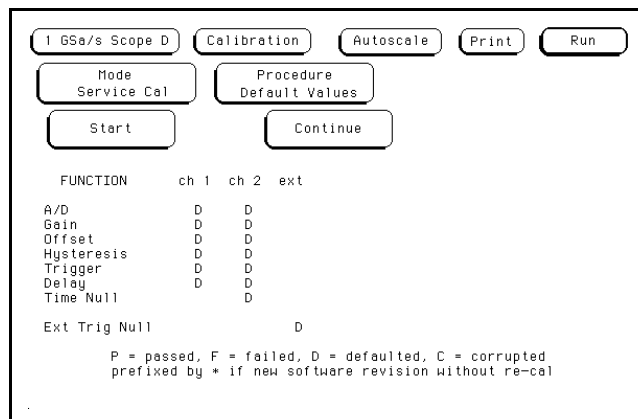 1 GSa/s Scope D Calibration Autoscale Print Run
Mode Procedure
Service Cal Default Values
Start Continue
FUNCTION ch 1 ch 2 ext
A/D D D
Gain D D
Offset D D
Hysteresis D D
Trigger D D
Delay D D
Time Null D
Ext Trig Null D
P = passed, F = failed, D = defaulted, C = corrupted
prefixed by * if new software revision without re-cal